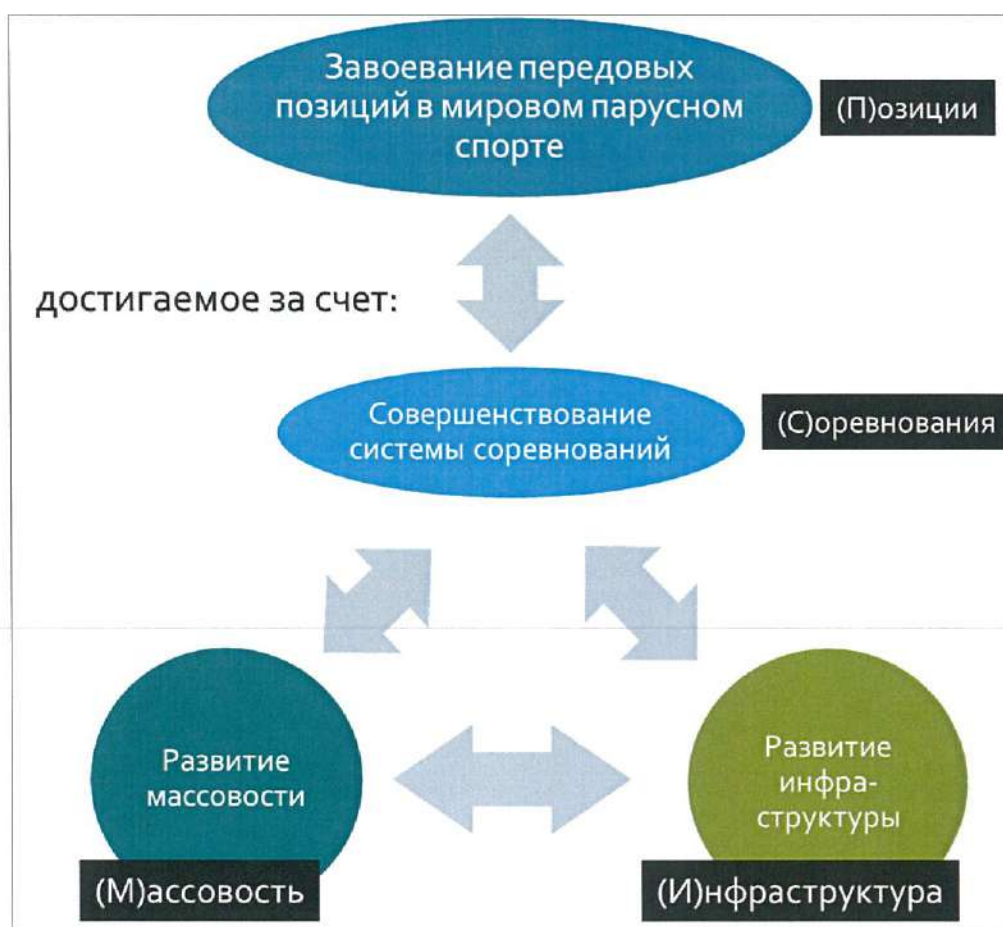 Завоевание передовых
позиций в мировом парусном
спорте
(П)озиции
достигаемое за счет:
Совершенствование
системы соревнований
(С)оревнования
Развитие
массовости
(М)ассовость
Развитие
инфра-
структуры
(И)нфраструктура